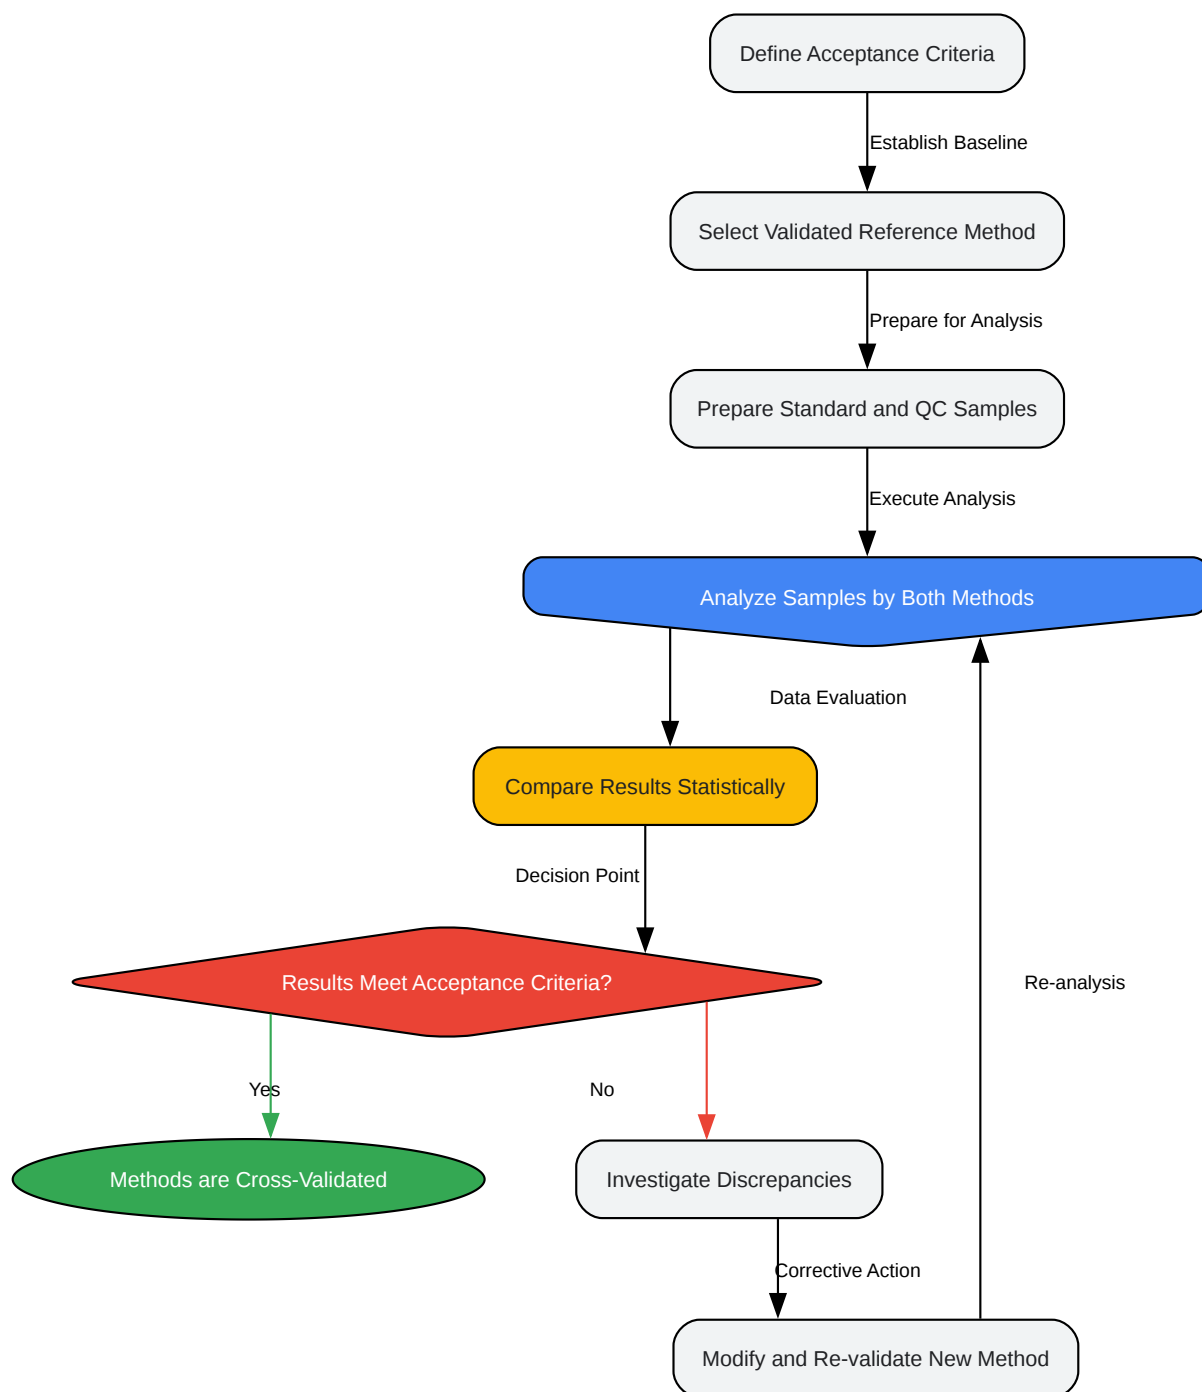 Define Acceptance Criteria
Establish Baseline
Select Validated Reference Method
Prepare for Analysis
Prepare Standard and QC Samples
Execute Analysis
Analyze Samples by Both Methods
Data Evaluation
Compare Results Statistically
Decision Point
Results Meet Acceptance Criteria?
Re-analysis
Yes
No
Methods are Cross-Validated
Investigate Discrepancies
Corrective Action
Modify and Re-validate New Method